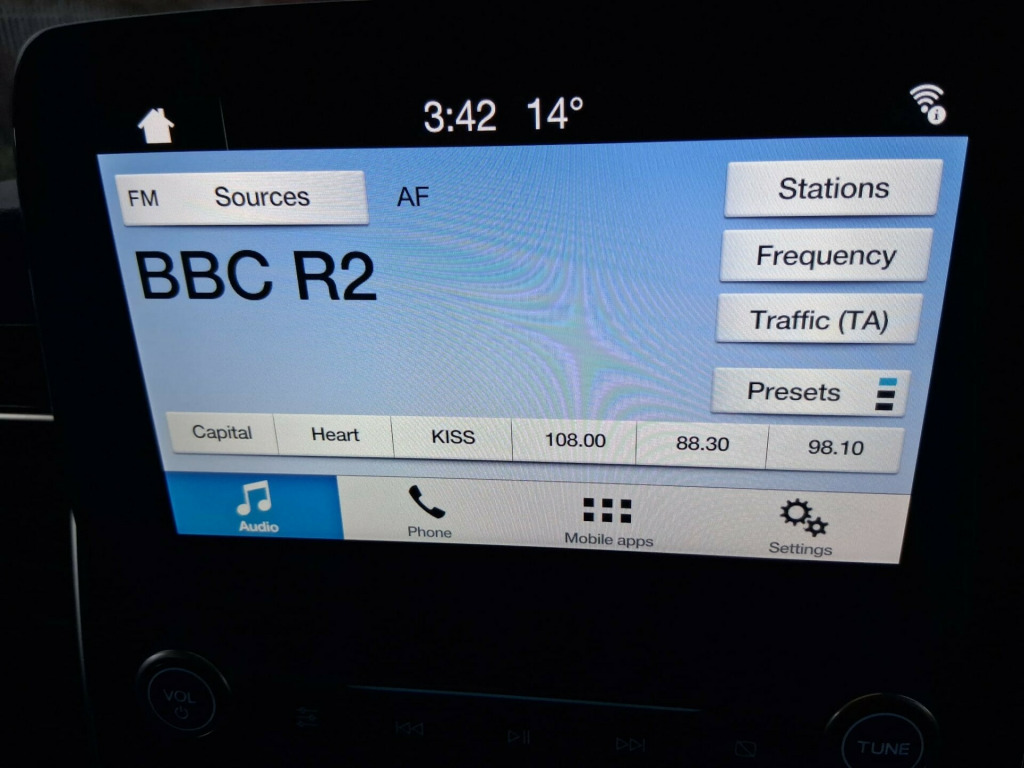 3:42 14°
FM Sources AF
Stations
BBC R2
Frequency
Traffic (TA)
Presets
Capital Heart KISS 108.00 88.30 98.10
Audio Phone Mobile apps Settings
VOL
TUNE